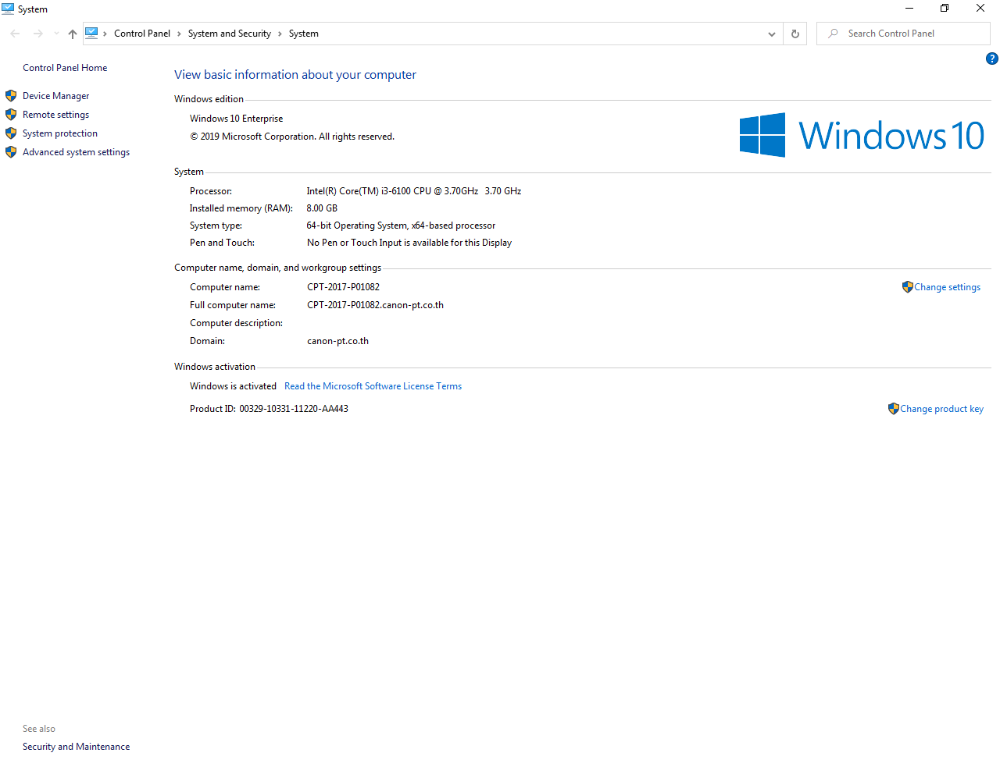 System
Control Panel › System and Security › System
Search Control Panel
?
Control Panel Home
Device Manager
Remote settings
System protection
Advanced system settings
View basic information about your computer
Windows edition
Windows 10 Enterprise
© 2019 Microsoft Corporation. All rights reserved.
Windows 10
System
Processor: Intel(R) Core(TM) i3-6100 CPU @ 3.70GHz 3.70 GHz
Installed memory (RAM): 8.00 GB
System type: 64-bit Operating System, x64-based processor
Pen and Touch: No Pen or Touch Input is available for this Display
Computer name, domain, and workgroup settings
Computer name: CPT-2017-P01082
Change settings
Full computer name: CPT-2017-P01082.canon-pt.co.th
Computer description:
Domain: canon-pt.co.th
Windows activation
Windows is activated Read the Microsoft Software License Terms
Product ID: 00329-10331-11220-AA443
Change product key
See also
Security and Maintenance